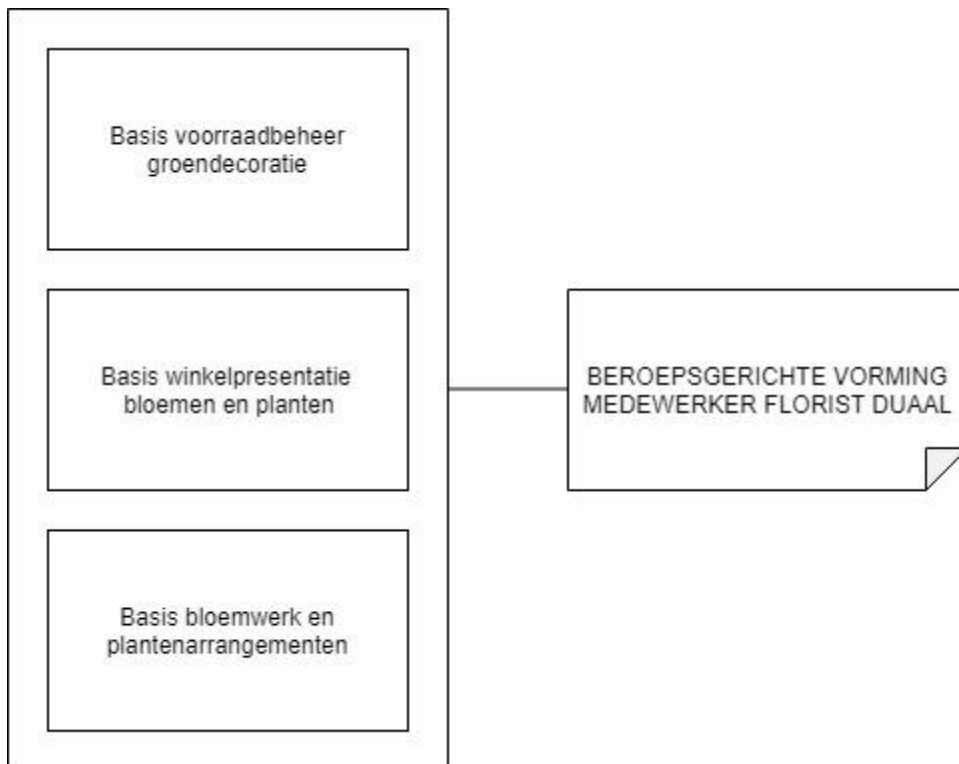 Basis voorraadbeheer
groendecoratie
Basis winkelpresentatie
bloemen en planten
BEROEPSGERICHTE VORMING
MEDEWERKER FLORIST DUAAL
Basis bloemwerk en
plantenarrangementen